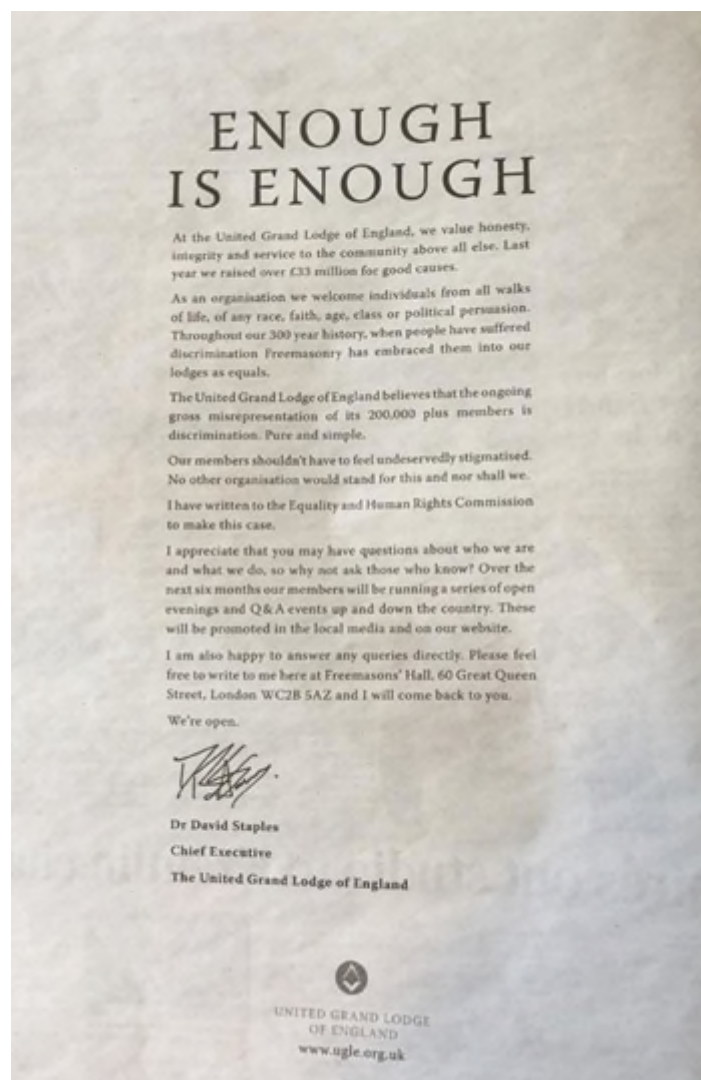 ENOUGH
IS ENOUGH
At the United Grand Lodge of England, we value honesty,
integrity and service to the community above all else. Last
year we raised over £33 million for good causes.
As an organisation we welcome individuals from all walks
of life, of any race, faith, age, class or political persuasion.
Throughout our 300 year history, when people have suffered
discrimination Freemasonry has embraced them into our
lodges as equals.
The United Grand Lodge of England believes that the ongoing
gross misrepresentation of its 200,000 plus members is
discrimination. Pure and simple.
Our members shouldn't have to feel undeservedly stigmatised.
No other organisation would stand for this and nor shall we.
I have written to the Equality and Human Rights Commission
to make this case.
I appreciate that you may have questions about who we are
and what we do, so why not ask those who know? Over the
next six months our members will be running a series of open
evenings and Q&A events up and down the country. These
will be promoted in the local media and on our website.
I am also happy to answer any queries directly. Please feel
free to write to me here at Freemasons' Hall, 60 Great Queen
Street, London WC2B 5AZ and I will come back to you.
We're open.
Dr David Staples
Chief Executive
The United Grand Lodge of England
UNITED GRAND LODGE
OF ENGLAND
www.ugle.org.uk